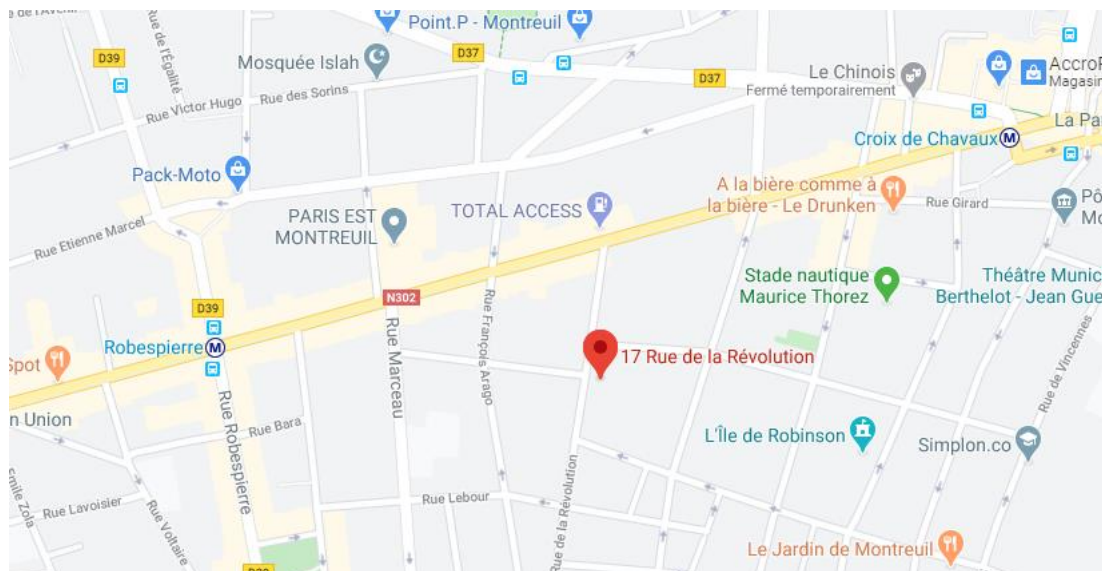 Rue de l'Égalité
Point.P - Montreuil
D39
D37
Mosquée Islah
Le Chinois
Fermé temporairement
D37
Magasin
Rue des Sorins
Rue Victor Hugo
Croix de Chavaux
M
La
Pack-Moto
A la bière comme à
la bière - Le Drunken
TOTAL ACCESS
PARIS EST
MONTREUIL
Rue Girard
Rue Etienne Marcel
Stade nautique
Maurice Thorez
Théâtre
Berthelot - Jean
N302
D39
Robespierre
M
Spot
17 Rue de la Révolution
Rue Marceau
Rue François Arago
Rue de Vincennes
Union
Rue Robespierre
Rue Bara
L'Île de Robinson
Simplon.co
Emile Zola
Rue Lavoisier
Rue Voltaire
Rue Lebour
Rue de la Révolution
Le Jardin de Montreuil